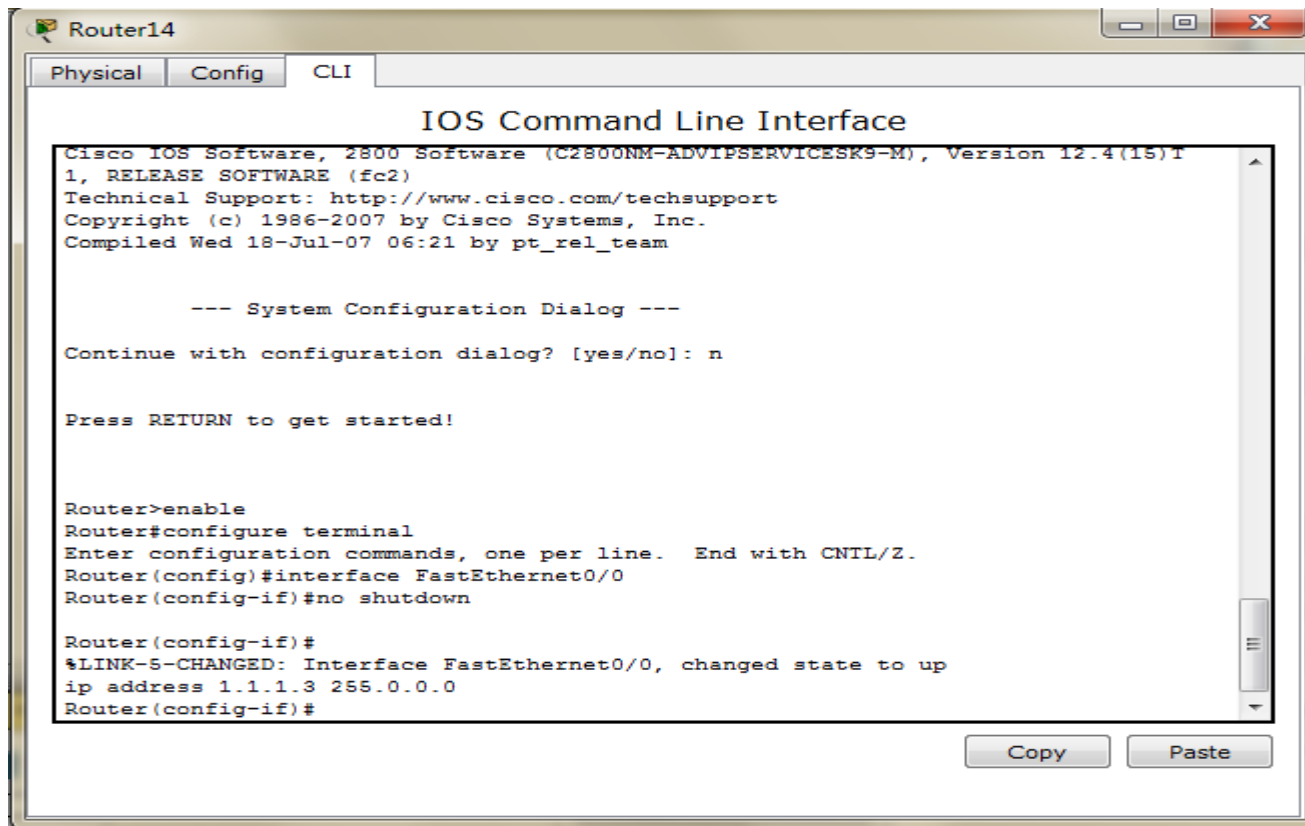 Router14
Physical Config CLI
IOS Command Line Interface
Cisco IOS Software, 2800 Software (C2800NM-ADVIPSERVICESK9-M), Version 12.4(15)T
1, RELEASE SOFTWARE (fc2)
Technical Support: http://www.cisco.com/techsupport
Copyright (c) 1986-2007 by Cisco Systems, Inc.
Compiled Wed 18-Jul-07 06:21 by pt_rel_team
--- System Configuration Dialog ---
Continue with configuration dialog? [yes/no]: n
Press RETURN to get started!
Router>enable
Router#configure terminal
Enter configuration commands, one per line.  End with CNTL/Z.
Router(config)#interface FastEthernet0/0
Router(config-if)#no shutdown
Router(config-if)#
%LINK-5-CHANGED: Interface FastEthernet0/0, changed state to up
ip address 1.1.1.3 255.0.0.0
Router(config-if)#
Copy Paste